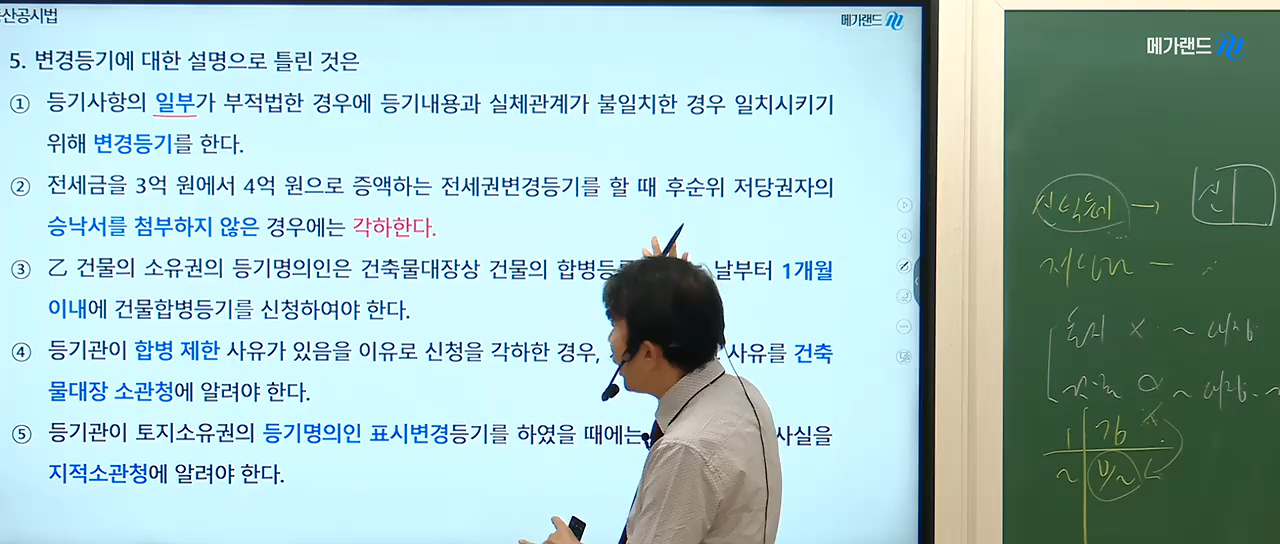 산공시법
메가랜드
메가랜드
5. 변경등기에 대한 설명으로 틀린 것은
① 등기사항의 일부가 부적법한 경우에 등기내용과 실체관계가 불일치한 경우 일치시키기
위해 변경등기를 한다.
② 전세금을 3억 원에서 4억 원으로 증액하는 전세권변경등기를 할 때 후순위 저당권자의
승낙서를 첨부하지 않은 경우에는 각하한다.
③ 乙 건물의 소유권의 등기명의인은 건축물대장상 건물의 합병등 날부터 1개월
이내에 건물합병등기를 신청하여야 한다.
④ 등기관이 합병 제한 사유가 있음을 이유로 신청을 각하한 경우, 사유를 건축
물대장 소관청에 알려야 한다.
⑤ 등기관이 토지소유권의 등기명의인 표시변경등기를 하였을 때에는 사실을
지적소관청에 알려야 한다.